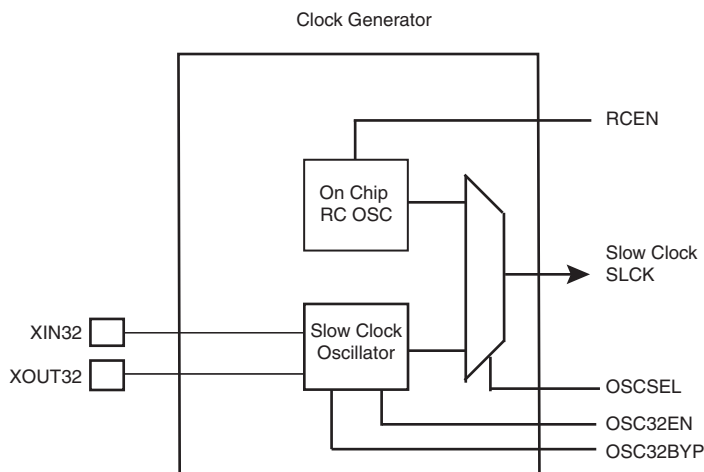 Clock Generator
RCEN
On Chip
RC OSC
Slow Clock
SLCK
XIN32
Slow Clock
Oscillator
XOUT32
OSCSEL
OSC32EN
OSC32BYP